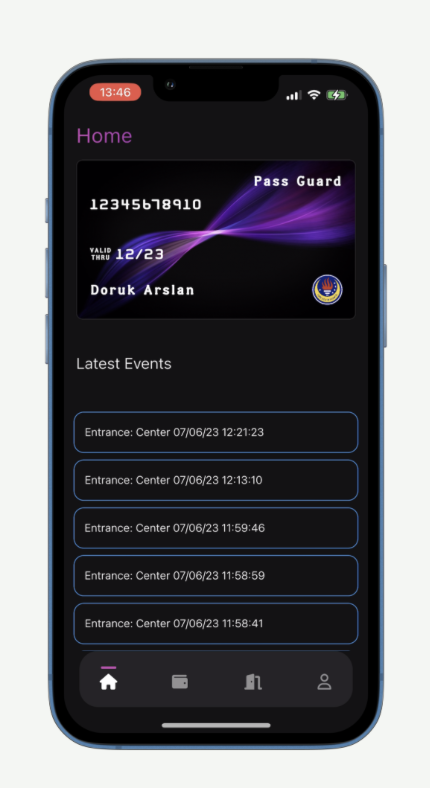 13:46
Home
Pass Guard
12345678910
VALID THRU 12/23
Doruk Arslan
Latest Events
Entrance: Center 07/06/23 12:21:23
Entrance: Center 07/06/23 12:13:10
Entrance: Center 07/06/23 11:59:46
Entrance: Center 07/06/23 11:58:59
Entrance: Center 07/06/23 11:58:41